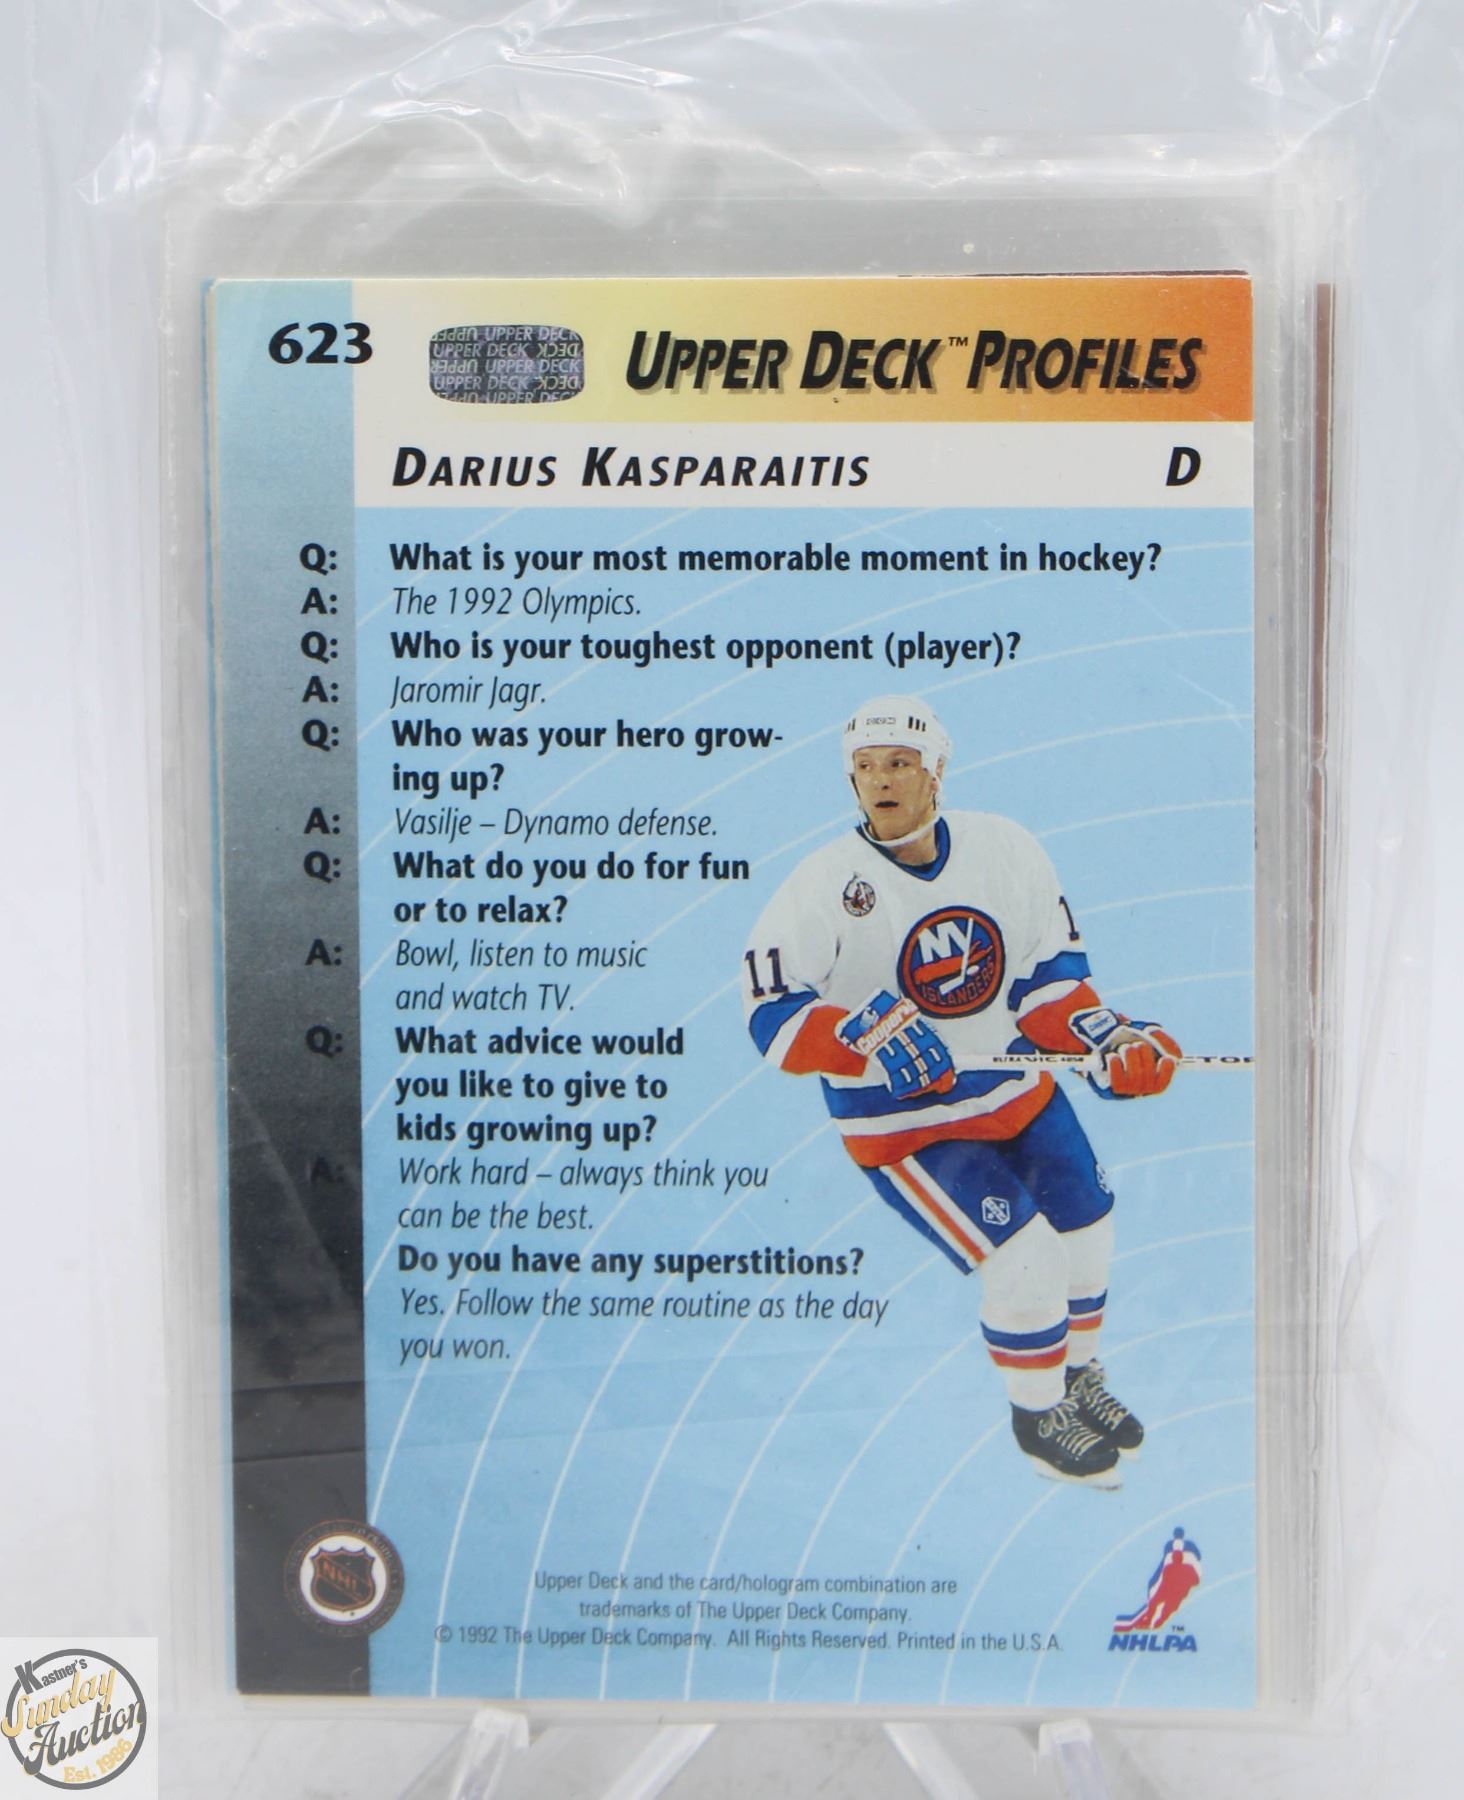 623
UPPER DECK™ PROFILES
DARIUS KASPARAITIS D
Q: What is your most memorable moment in hockey?
A: The 1992 Olympics.
Q: Who is your toughest opponent (player)?
A: Jaromir Jagr.
Q: Who was your hero grow-
ing up?
A: Vasilje – Dynamo defense.
Q: What do you do for fun
or to relax?
A: Bowl, listen to music
and watch TV.
Q: What advice would
you like to give to
kids growing up?
A: Work hard – always think you
can be the best.
Do you have any superstitions?
Yes. Follow the same routine as the day
you won.
11
NY
ISLANDERS
Cooper
NHL
Upper Deck and the card/hologram combination are
trademarks of The Upper Deck Company.
© 1992 The Upper Deck Company. All Rights Reserved. Printed in the U.S.A.
NHLPA™
Kastner's
Sunday
Auction
Est. 1986